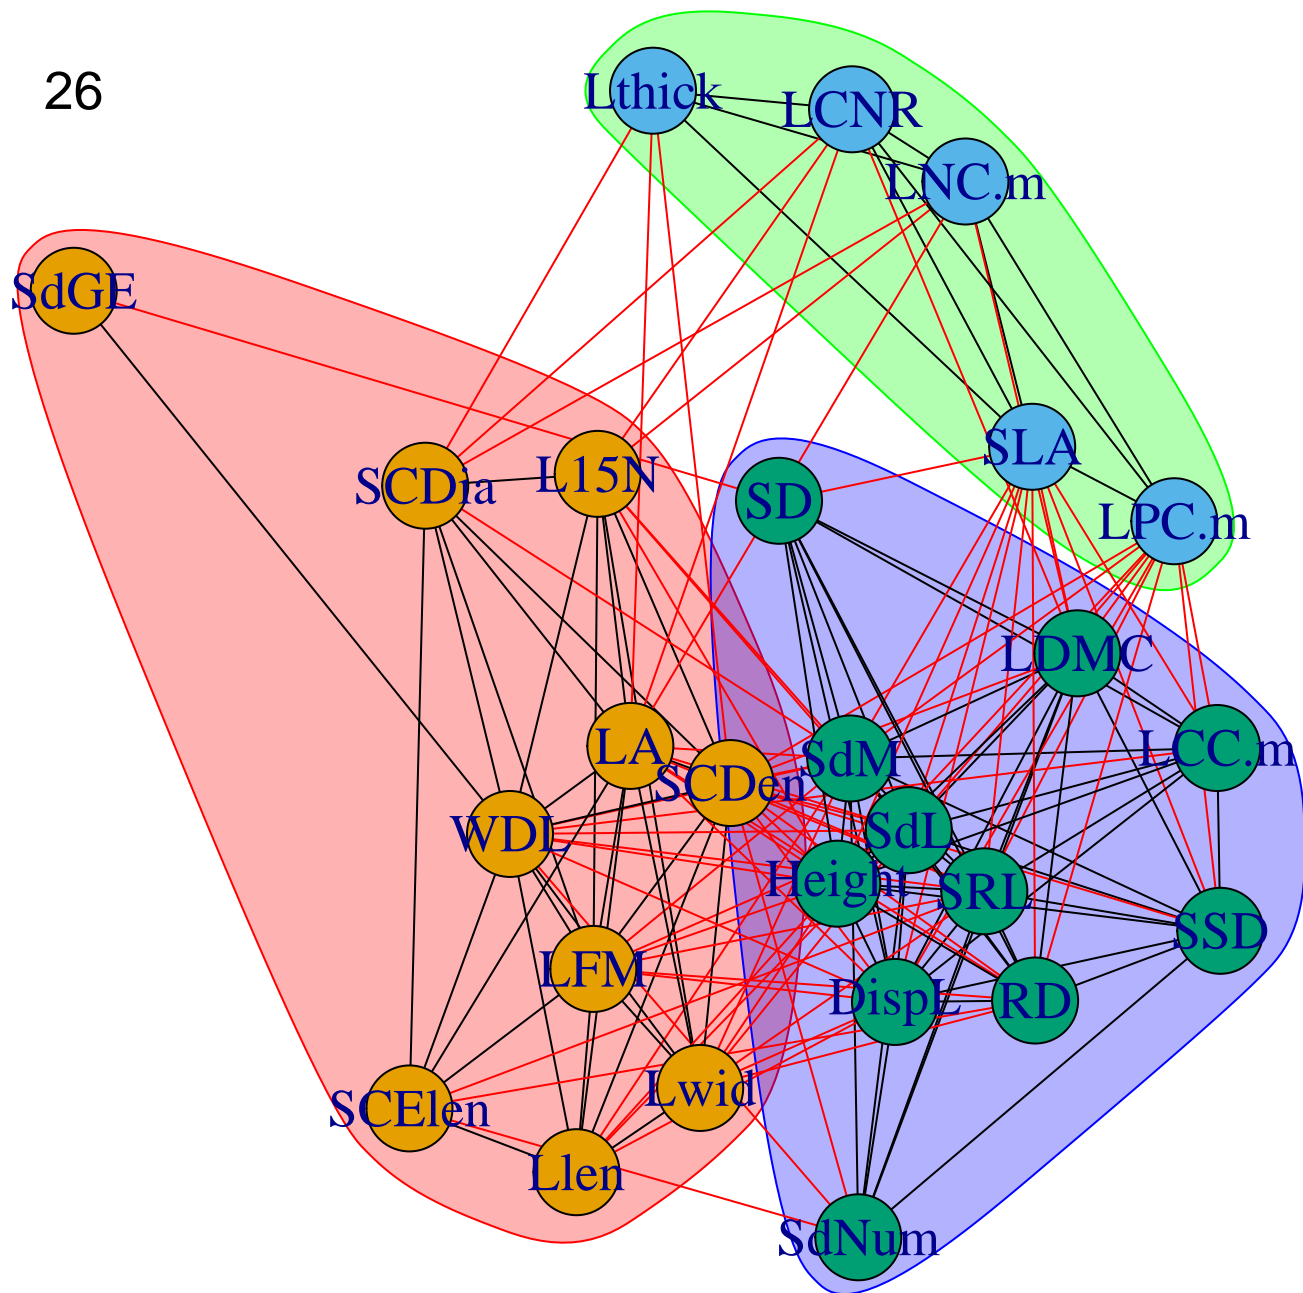 26
Lthick
LCNR
LNC.m
SdGE
SLA
SCDia
L15N
SD
LPC.m
LDMC
LA
SCDen
SdM
LCC.m
WDL
SdL
Height
SRL
SSD
LFM
DispL
RD
SCElen
Lwid
Llen
SdNum